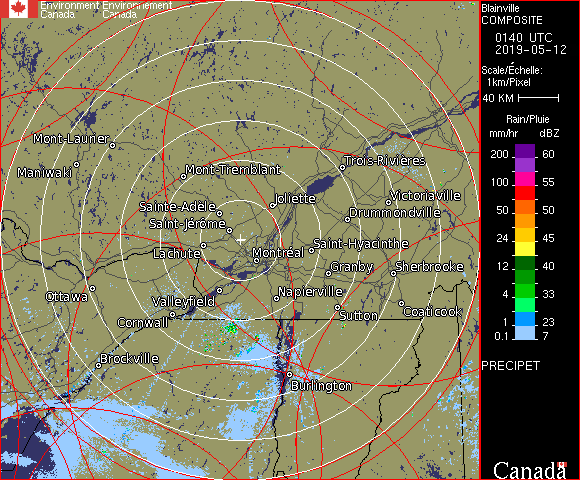 Environment Environnement
Canada Canada
Blainville
COMPOSITE
0140 UTC
2019-05-12
Scale/Échelle:
1km/Pixel
40 KM
Rain/Pluie
mm/hr dBZ
200 60
100 55
50 50
24 45
12 40
4 33
1 23
0.1 7
PRECIPET
Mont-Laurier
Maniwaki
Mont-Tremblant
Trois-Rivières
Joliette
Victoriaville
Sainte-Adèle
Drummondville
Saint-Jérôme
Lachute
Montréal
Saint-Hyacinthe
Granby
Sherbrooke
Ottawa
Valleyfield
Napierville
Cornwall
Sutton
Coaticook
Brockville
Burlington
Canada